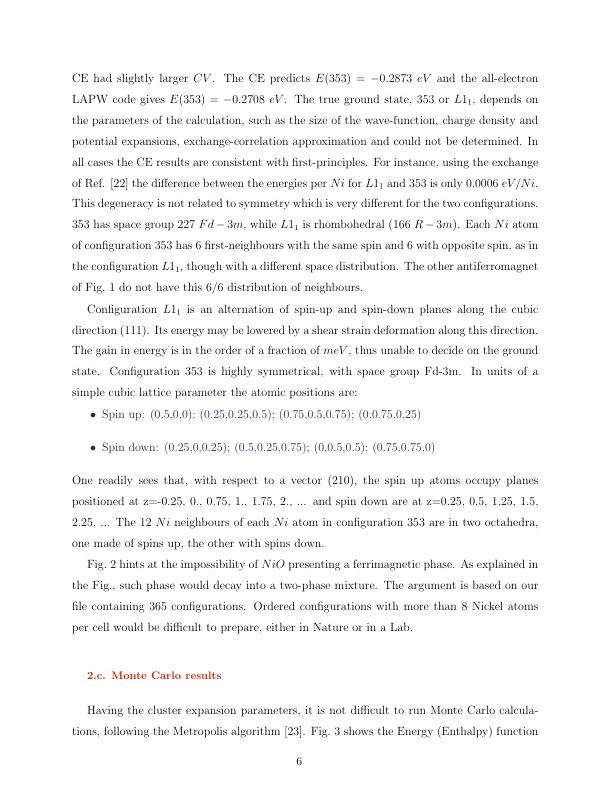 CE had slightly larger CV. The CE predicts E(353) = −0.2873 eV and the all-electron
LAPW code gives E(353) = −0.2708 eV. The true ground state, 353 or L1₁, depends on
the parameters of the calculation, such as the size of the wave-function, charge density and
potential expansions, exchange-correlation approximation and could not be determined. In
all cases the CE results are consistent with first-principles. For instance, using the exchange
of Ref. [22] the difference between the energies per Ni for L1₁ and 353 is only 0.0006 eV/Ni.
This degeneracy is not related to symmetry which is very different for the two configurations.
353 has space group 227 Fd − 3m, while L1₁ is rhombohedral (166 R − 3m). Each Ni atom
of configuration 353 has 6 first-neighbours with the same spin and 6 with opposite spin, as in
the configuration L1₁, though with a different space distribution. The other antiferromagnet
of Fig. 1 do not have this 6/6 distribution of neighbours.
Configuration L1₁ is an alternation of spin-up and spin-down planes along the cubic
direction (111). Its energy may be lowered by a shear strain deformation along this direction.
The gain in energy is in the order of a fraction of meV, thus unable to decide on the ground
state. Configuration 353 is highly symmetrical, with space group Fd-3m. In units of a
simple cubic lattice parameter the atomic positions are:
• Spin up: (0.5,0,0); (0.25,0.25,0.5); (0.75,0.5,0.75); (0,0.75,0.25)
• Spin down: (0.25,0,0.25); (0.5,0.25,0.75); (0,0.5,0.5); (0.75,0.75,0)
One readily sees that, with respect to a vector (210), the spin up atoms occupy planes
positioned at z=-0.25, 0., 0.75, 1., 1.75, 2., ... and spin down are at z=0.25, 0.5, 1.25, 1.5,
2.25, ... The 12 Ni neighbours of each Ni atom in configuration 353 are in two octahedra,
one made of spins up, the other with spins down.
Fig. 2 hints at the impossibility of NiO presenting a ferrimagnetic phase. As explained in
the Fig., such phase would decay into a two-phase mixture. The argument is based on our
file containing 365 configurations. Ordered configurations with more than 8 Nickel atoms
per cell would be difficult to prepare, either in Nature or in a Lab.
2.c. Monte Carlo results
Having the cluster expansion parameters, it is not difficult to run Monte Carlo calcula-
tions, following the Metropolis algorithm [23]. Fig. 3 shows the Energy (Enthalpy) function
6